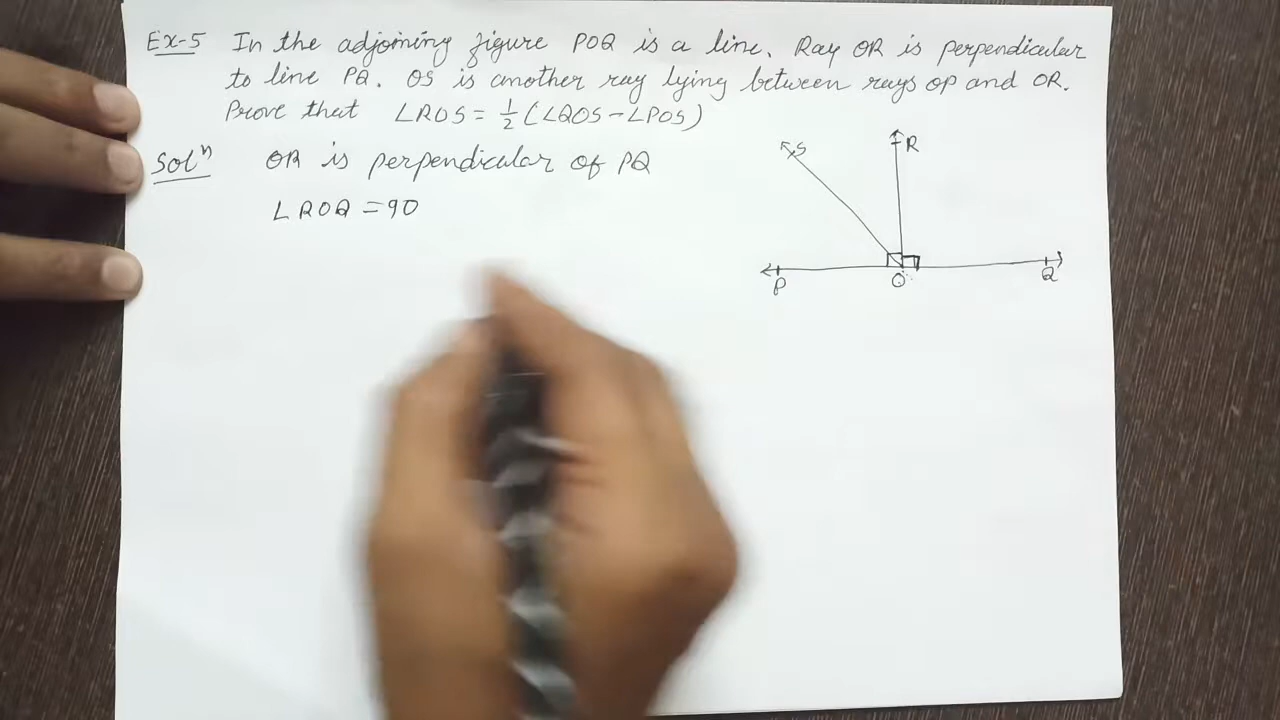 Ex-5 In the adjoining figure POQ is a line. Ray OR is perpendicular
to line PQ. OS is another ray lying between rays OP and OR.
Prove that ∠ROS = 1/2 (∠QOS - ∠POS)
Solⁿ OR is perpendicular of PQ
∠ROQ = 90
S
R
P
O
Q